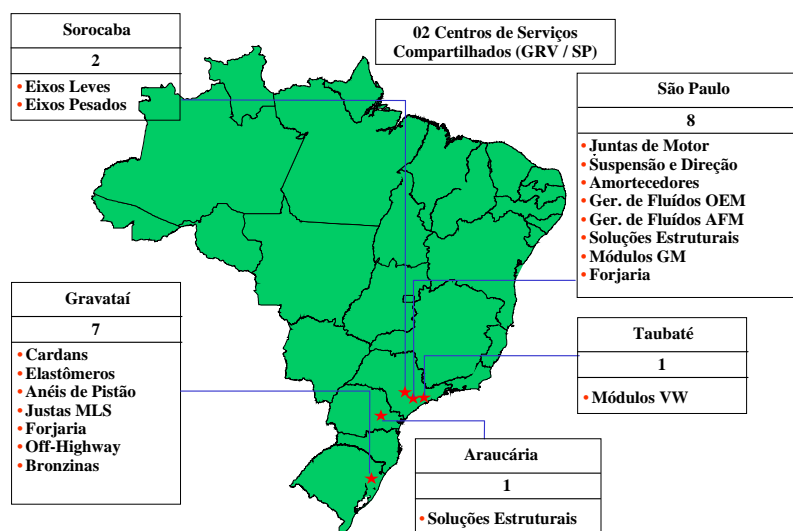 Sorocaba
2
• Eixos Leves
• Eixos Pesados
02 Centros de Serviços
Compartilhados (GRV / SP)
São Paulo
8
• Juntas de Motor
• Suspensão e Direção
• Amortecedores
• Ger. de Fluídos OEM
• Ger. de Fluídos AFM
• Soluções Estruturais
• Módulos GM
• Forjaria
Gravataí
7
• Cardans
• Elastômeros
• Anéis de Pistão
• Justas MLS
• Forjaria
• Off-Highway
• Bronzinas
Taubaté
1
• Módulos VW
Araucária
1
• Soluções Estruturais